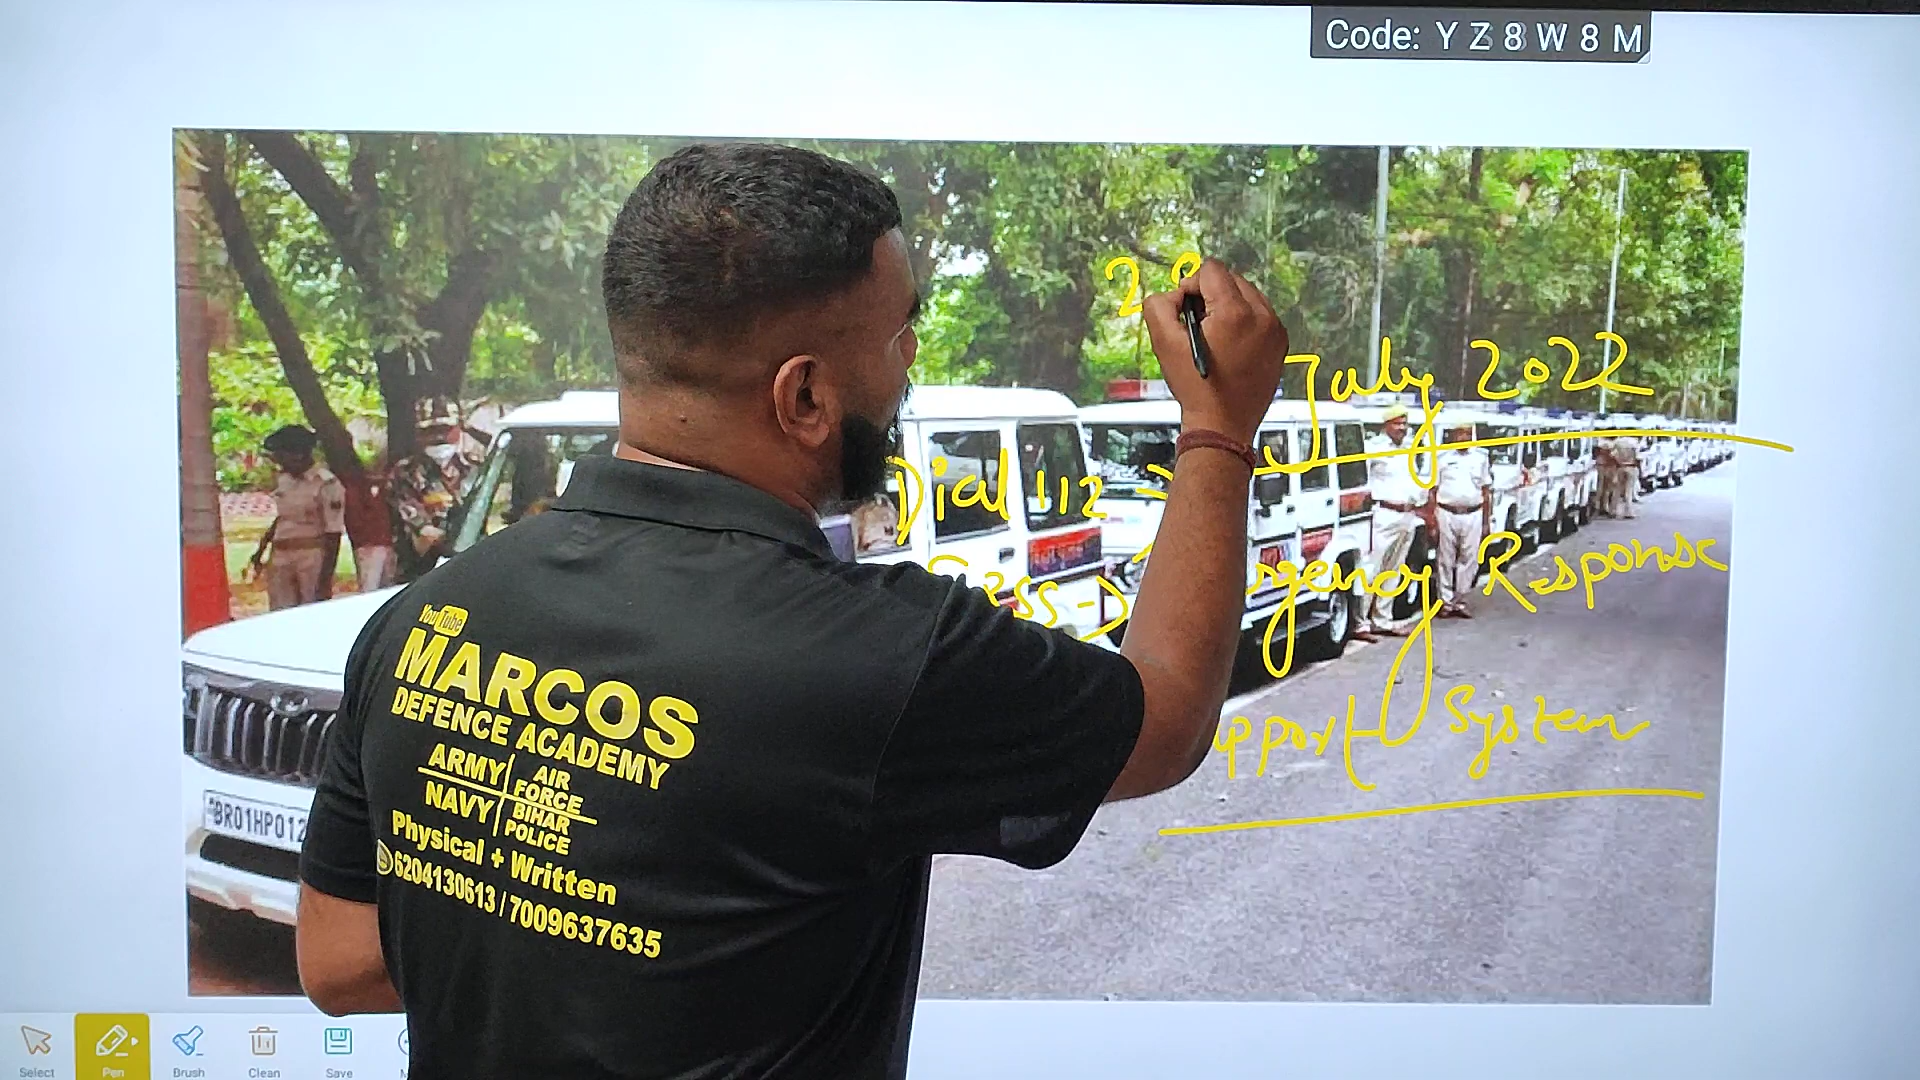 Code: Y Z 8 W 8 M
July 2022
Dial 112 →
Response
System
YouTube
MARCOS
DEFENCE ACADEMY
ARMY AIR FORCE
NAVY BIHAR POLICE
Physical + Written
6204130613 / 7009637635
BR01HP012
Select
Pen
Brush
Clean
Save